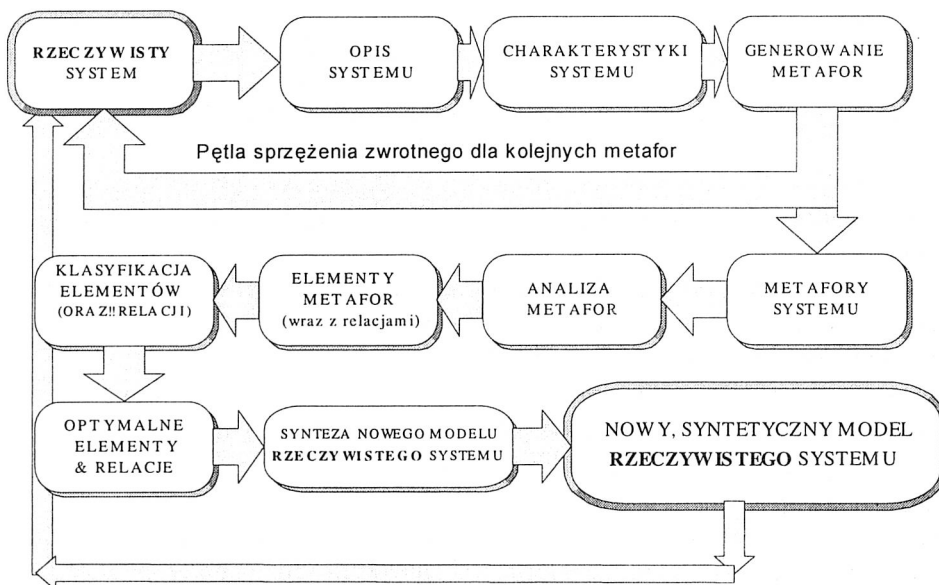 RZECZYWISTY
SYSTEM
OPIS
SYSTEMU
CHARAKTERYSTYKI
SYSTEMU
GENEROWANIE
METAFOR
Pętla sprzężenia zwrotnego dla kolejnych metafor
KLASYFIKACJA
ELEMENTÓW
(ORAZ!! RELACJI)
ELEMENTY
METAFOR
(wraz z relacjami)
ANALIZA
METAFOR
METAFORY
SYSTEMU
OPTYMALNE
ELEMENTY
& RELACJE
SYNTEZA NOWEGO MODELU
RZECZYWISTEGO SYSTEMU
NOWY, SYNTETYCZNY MODEL
RZECZYWISTEGO SYSTEMU